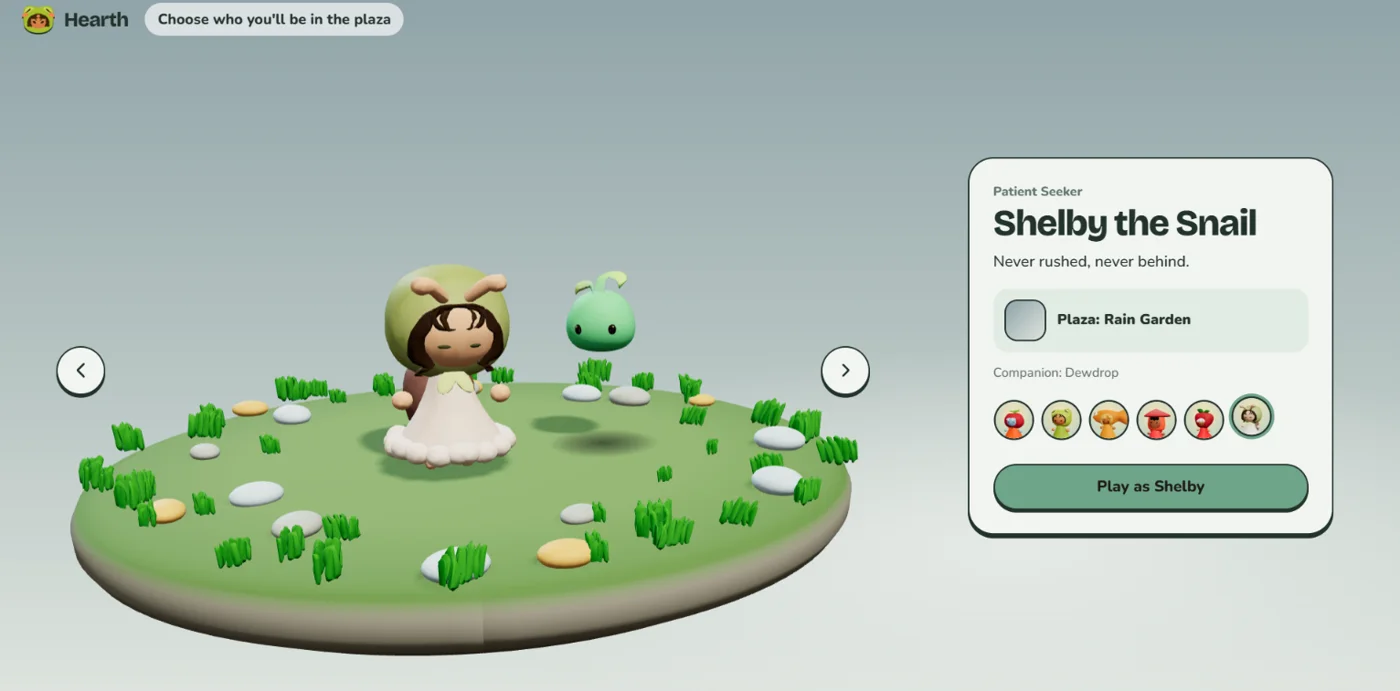 Hearth
Choose who you'll be in the plaza
Patient Seeker
Shelby the Snail
Never rushed, never behind.
Plaza: Rain Garden
Companion: Dewdrop
Play as Shelby